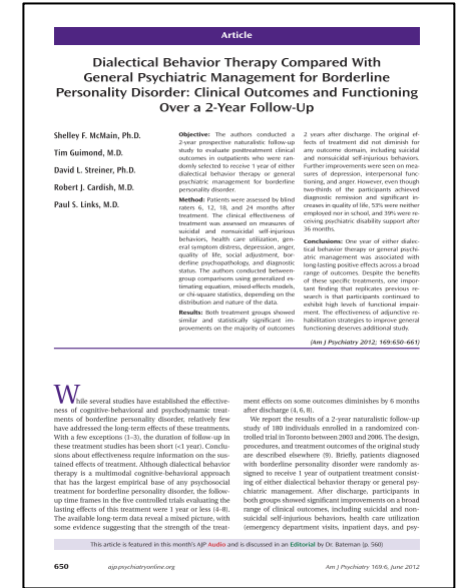 Article
Dialectical Behavior Therapy Compared With
General Psychiatric Management for Borderline
Personality Disorder: Clinical Outcomes and Functioning
Over a 2-Year Follow-Up
Shelley F. McMain, Ph.D.
Tim Guimond, M.D.
David L. Streiner, Ph.D.
Robert J. Cardish, M.D.
Paul S. Links, M.D.
Objective: The authors conducted a
2-year prospective naturalistic follow-up
study to evaluate posttreatment clinical
outcomes in outpatients who were ran-
domly selected to receive 1 year of either
dialectical behavior therapy or general
psychiatric management for borderline
personality disorder.
Method: Patients were assessed by blind
raters 6, 12, 18, and 24 months after
treatment. The clinical effectiveness of
treatment was assessed on measures of
suicidal and nonsuicidal self-injurious
behaviors, health care utilization, gen-
eral symptom distress, depression, anger,
quality of life, social adjustment, bor-
derline psychopathology, and diagnostic
status. The authors conducted between-
group comparisons using generalized es-
timating equation, mixed-effects models,
or chi-square statistics, depending on the
distribution and nature of the data.
Results: Both treatment groups showed
similar and statistically significant im-
provements on the majority of outcomes
2 years after discharge. The original ef-
fects of treatment did not diminish for
any outcome domain, including suicidal
and nonsuicidal self-injurious behaviors.
Further improvements were seen on mea-
sures of depression, interpersonal func-
tioning, and anger. However, even though
two-thirds of the participants achieved
diagnostic remission and significant in-
creases in quality of life, 53% were neither
employed nor in school, and 39% were re-
ceiving psychiatric disability support after
36 months.
Conclusions: One year of either dialec-
tical behavior therapy or general psychi-
atric management was associated with
long-lasting positive effects across a broad
range of outcomes. Despite the benefits
of these specific treatments, one impor-
tant finding that replicates previous re-
search is that participants continued to
exhibit high levels of functional impair-
ment. The effectiveness of adjunctive re-
habilitation strategies to improve general
functioning deserves additional study.
(Am J Psychiatry 2012; 169:650–661)
While several studies have established the effective-
ness of cognitive-behavioral and psychodynamic treat-
ments of borderline personality disorder, relatively few
have addressed the long-term effects of these treatments.
With a few exceptions (1–3), the duration of follow-up in
these treatment studies has been short (<1 year). Conclu-
sions about effectiveness require information on the sus-
tained effects of treatment. Although dialectical behavior
therapy is a multimodal cognitive-behavioral approach
that has the largest empirical base of any psychosocial
treatment for borderline personality disorder, the follow-
up time frames in the five controlled trials evaluating the
lasting effects of this treatment were 1 year or less (4–8).
The available long-term data reveal a mixed picture, with
some evidence suggesting that the strength of the treat-
ment effects on some outcomes diminishes by 6 months
after discharge (4, 6, 8).
We report the results of a 2-year naturalistic follow-up
study of 180 individuals enrolled in a randomized con-
trolled trial in Toronto between 2003 and 2006. The design,
procedures, and treatment outcomes of the original study
are described elsewhere (9). Briefly, patients diagnosed
with borderline personality disorder were randomly as-
signed to receive 1 year of outpatient treatment consist-
ing of either dialectical behavior therapy or general psy-
chiatric management. After discharge, participants in
both groups showed significant improvements on a broad
range of clinical outcomes, including suicidal and non-
suicidal self-injurious behaviors, health care utilization
(emergency department visits, inpatient days, and psy-
This article is featured in this month's AJP Audio and is discussed in an Editorial by Dr. Bateman (p. 560)
650 ajp.psychiatryonline.org Am J Psychiatry 169:6, June 2012